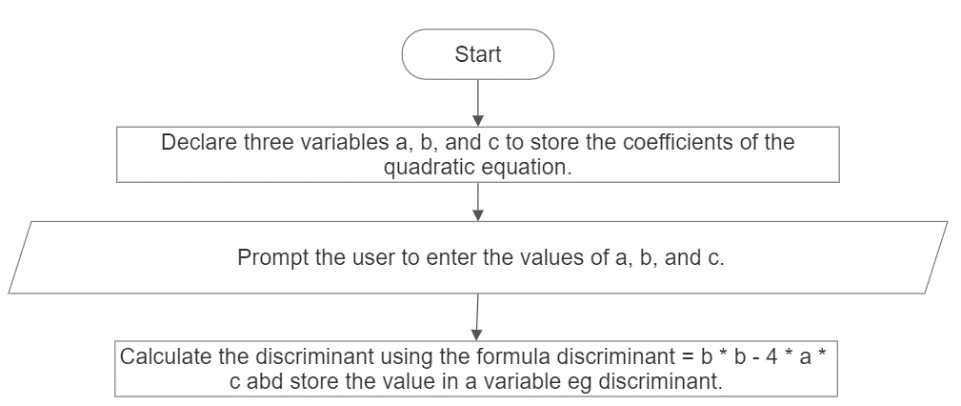 Start
Declare three variables a, b, and c to store the coefficients of the
quadratic equation.
Prompt the user to enter the values of a, b, and c.
Calculate the discriminant using the formula discriminant = b * b - 4 * a *
c abd store the value in a variable eg discriminant.